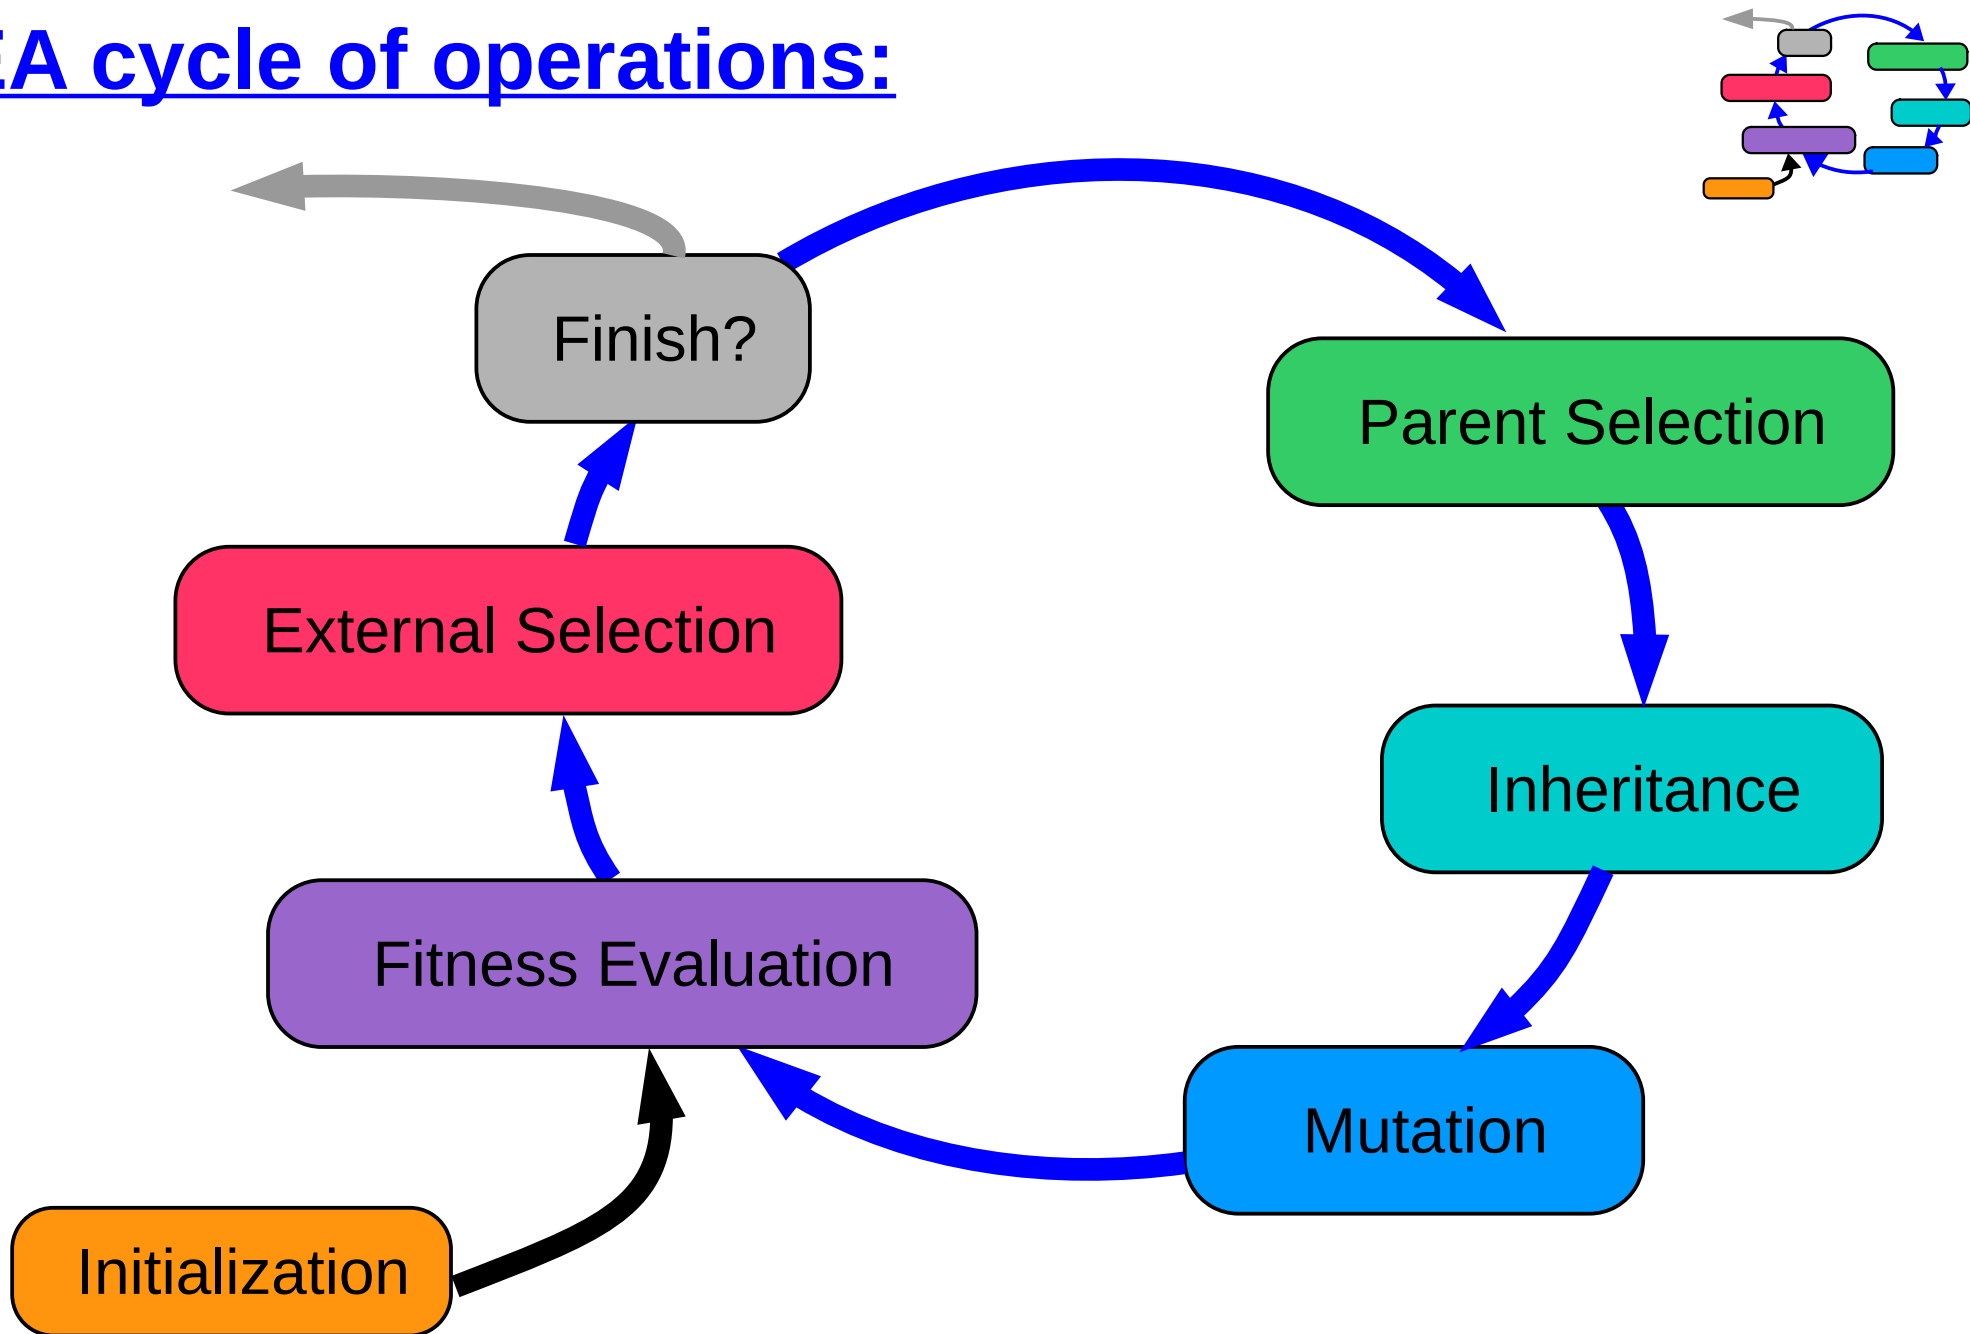 EA cycle of operations:
Finish?
Parent Selection
External Selection
Inheritance
Fitness Evaluation
Mutation
Initialization